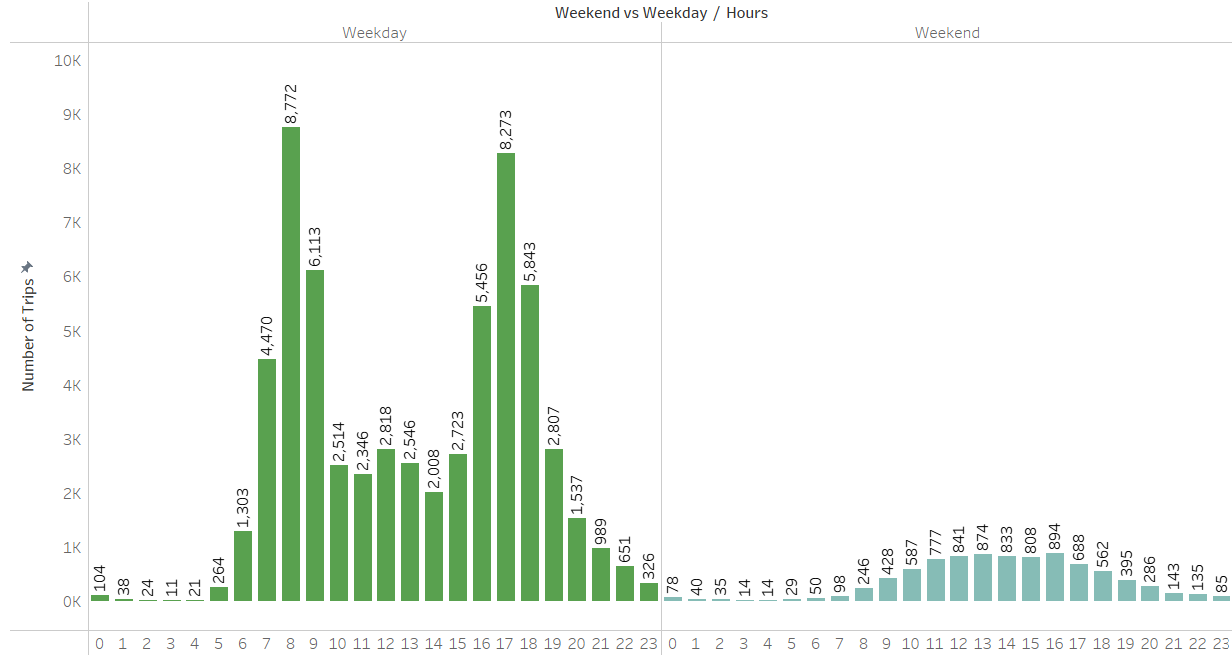 Weekend vs Weekday / Hours
Weekday
Weekend
Number of Trips
10K
9K
8K
7K
6K
5K
4K
3K
2K
1K
0K
104 38 24 11 21 264 1,303 4,470 8,772 6,113 2,514 2,346 2,818 2,546 2,008 2,723 5,456 8,273 5,843 2,807 1,537 989 651 326
78 40 35 14 14 29 50 98 246 428 587 777 841 874 833 808 894 688 562 395 286 143 135 85
0 1 2 3 4 5 6 7 8 9 10 11 12 13 14 15 16 17 18 19 20 21 22 23
0 1 2 3 4 5 6 7 8 9 10 11 12 13 14 15 16 17 18 19 20 21 22 23